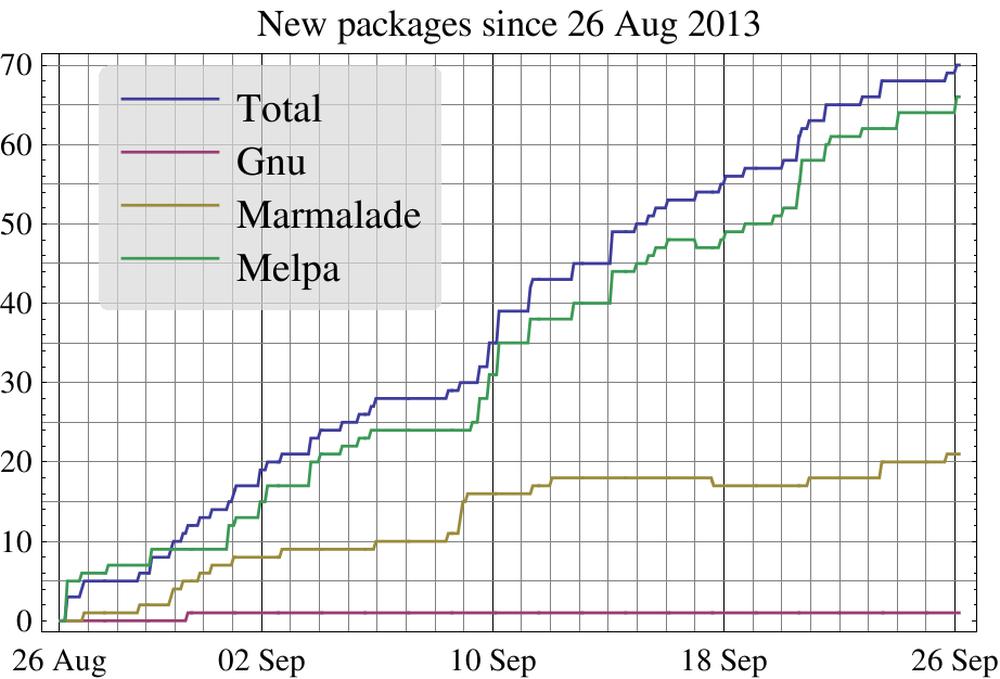 New packages since 26 Aug 2013
70
60
50
40
30
20
10
0
Total
Gnu
Marmalade
Melpa
26 Aug 02 Sep 10 Sep 18 Sep 26 Sep